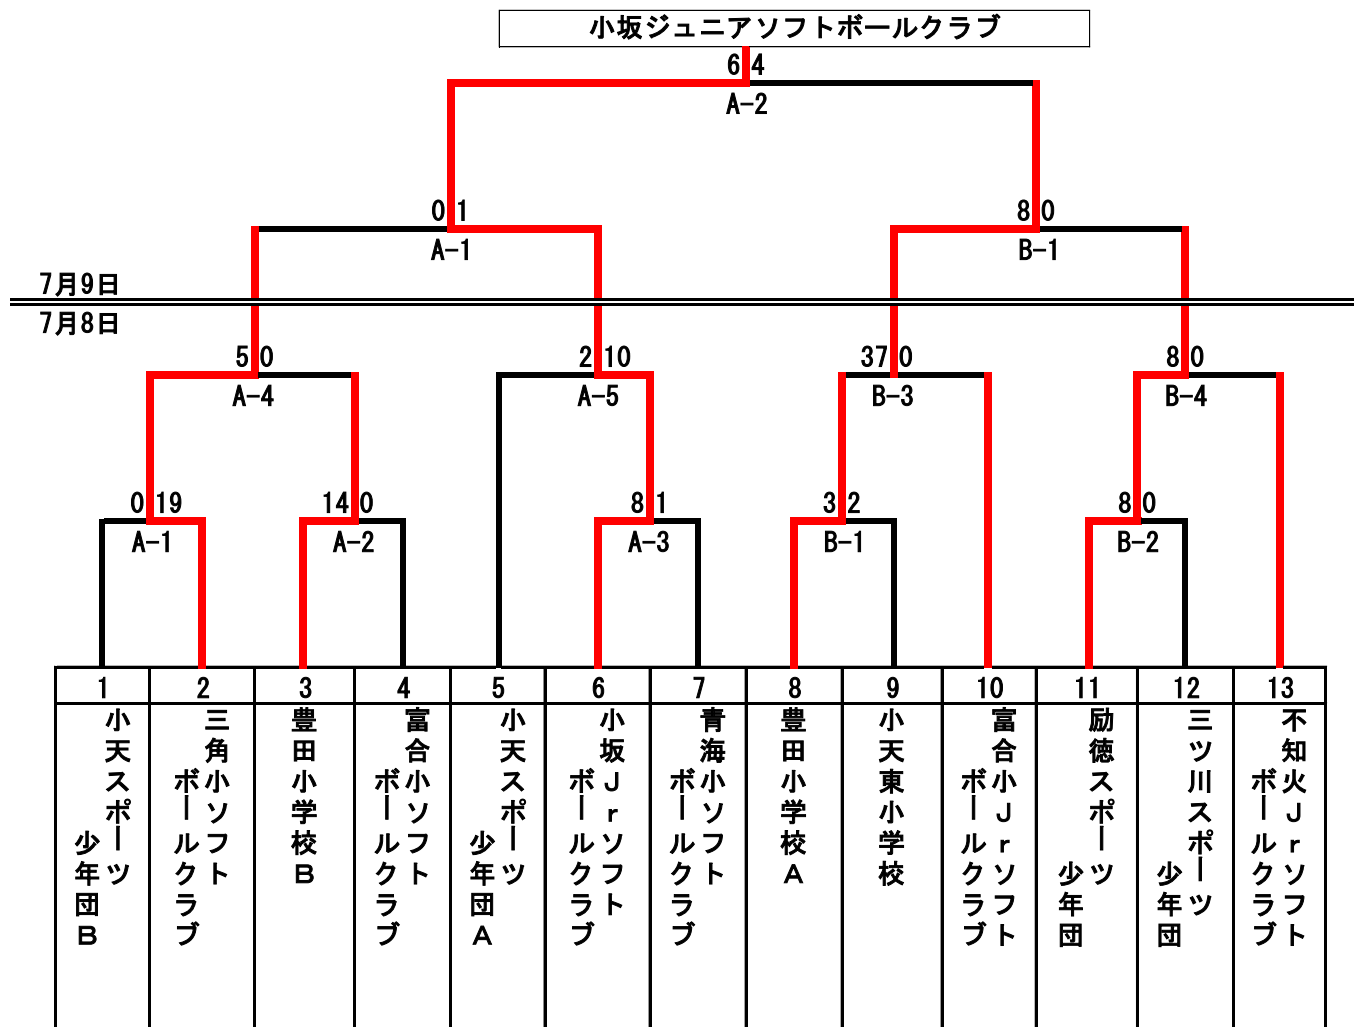 小坂ジュニアソフトボールクラブ
6 4
A-2
0 1
A-1
8 0
B-1
7月9日
7月8日
5 0
A-4
2 10
A-5
37 0
B-3
8 0
B-4
0 19
A-1
14 0
A-2
8 1
A-3
3 2
B-1
8 0
B-2
1
2
3
4
5
6
7
8
9
10
11
12
13
小天スポーツ
少年団B
三角小ソフト
ボールクラブ
豊田小学校B
富合小ソフト
ボールクラブ
小天スポーツ
少年団A
小坂Jrソフト
ボールクラブ
青海小ソフト
ボールクラブ
豊田小学校A
小天東小学校
富合小Jrソフト
ボールクラブ
励徳スポーツ
少年団
三ツ川スポーツ
少年団
不知火Jrソフト
ボールクラブ